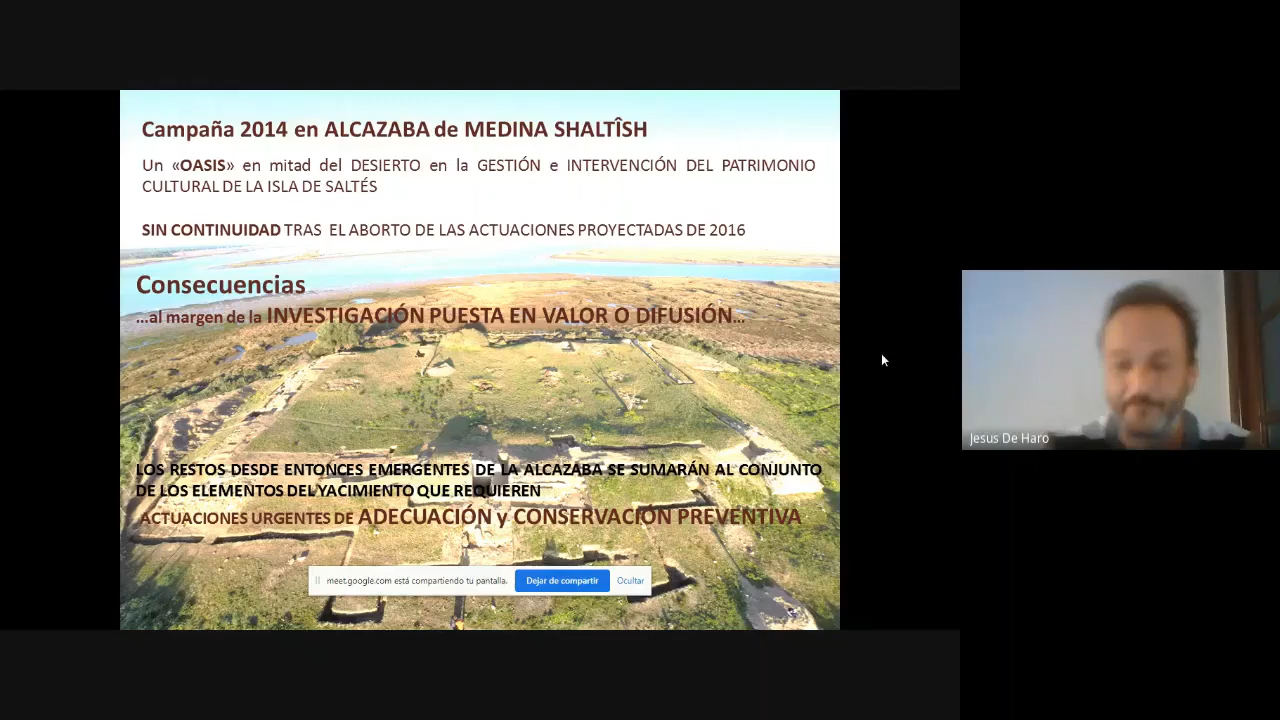 Campaña 2014 en ALCAZABA de MEDINA SHALTÎSH
Un «OASIS» en mitad del DESIERTO en la GESTIÓN e INTERVENCIÓN DEL PATRIMONIO
CULTURAL DE LA ISLA DE SALTÉS
SIN CONTINUIDAD TRAS EL ABORTO DE LAS ACTUACIONES PROYECTADAS DE 2016
Consecuencias
...al margen de la INVESTIGACIÓN PUESTA EN VALOR O DIFUSIÓN...
LOS RESTOS DESDE ENTONCES EMERGENTES DE LA ALCAZABA SE SUMARÁN AL CONJUNTO
DE LOS ELEMENTOS DEL YACIMIENTO QUE REQUIEREN
ACTUACIONES URGENTES DE ADECUACIÓN y CONSERVACIÓN PREVENTIVA
meet.google.com está compartiendo tu pantalla. Dejar de compartir Ocultar
Jesus De Haro